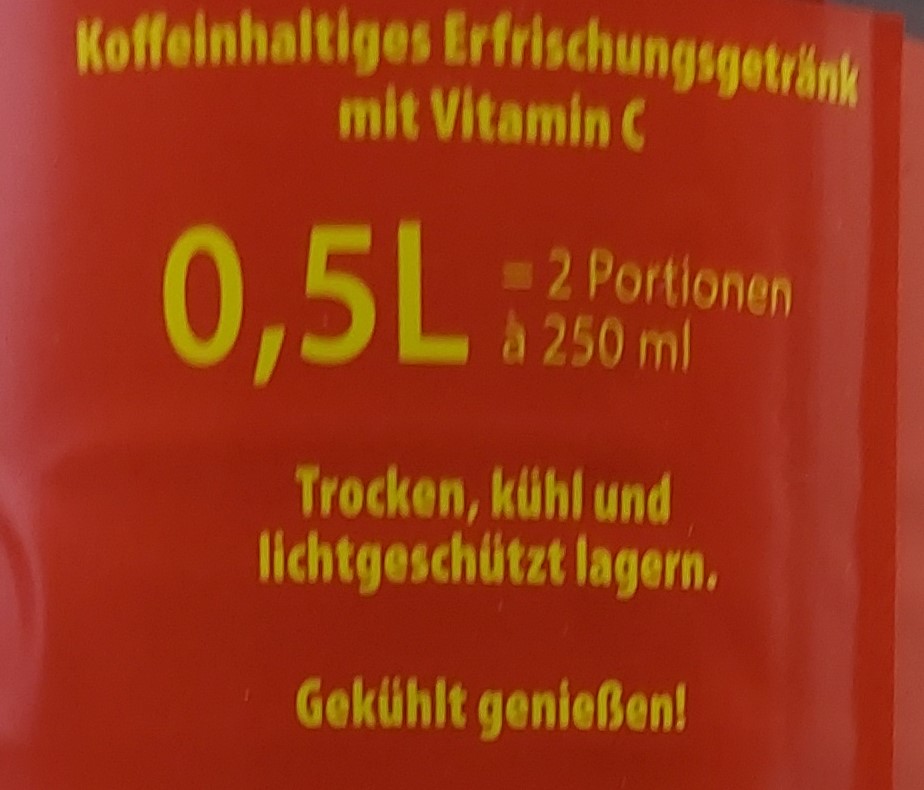 Koffeinhaltiges Erfrischungsgetränk
mit Vitamin C
0,5L = 2 Portionen
à 250 ml
Trocken, kühl und
lichtgeschützt lagern.
Gekühlt genießen!